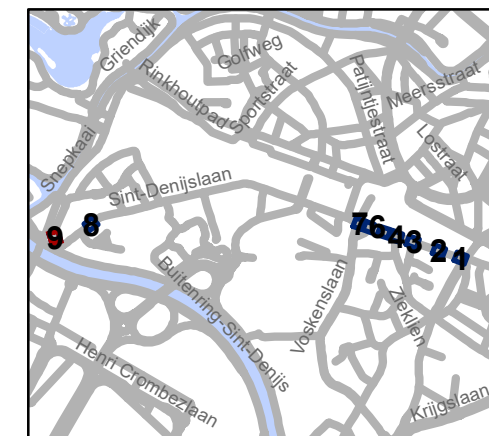 Griendijk
Golfweg
Rinkhoutpad
Sportstraat
Patijntjestraat
Meersstraat
Lostraat
Snepkaai
Sint-Denijslaan
9
8
7 6 4 3 2 1
Buitenring-Sint-Denijs
Voskenslaan
Zieklen
Henri Crombezlaan
Krijgslaan